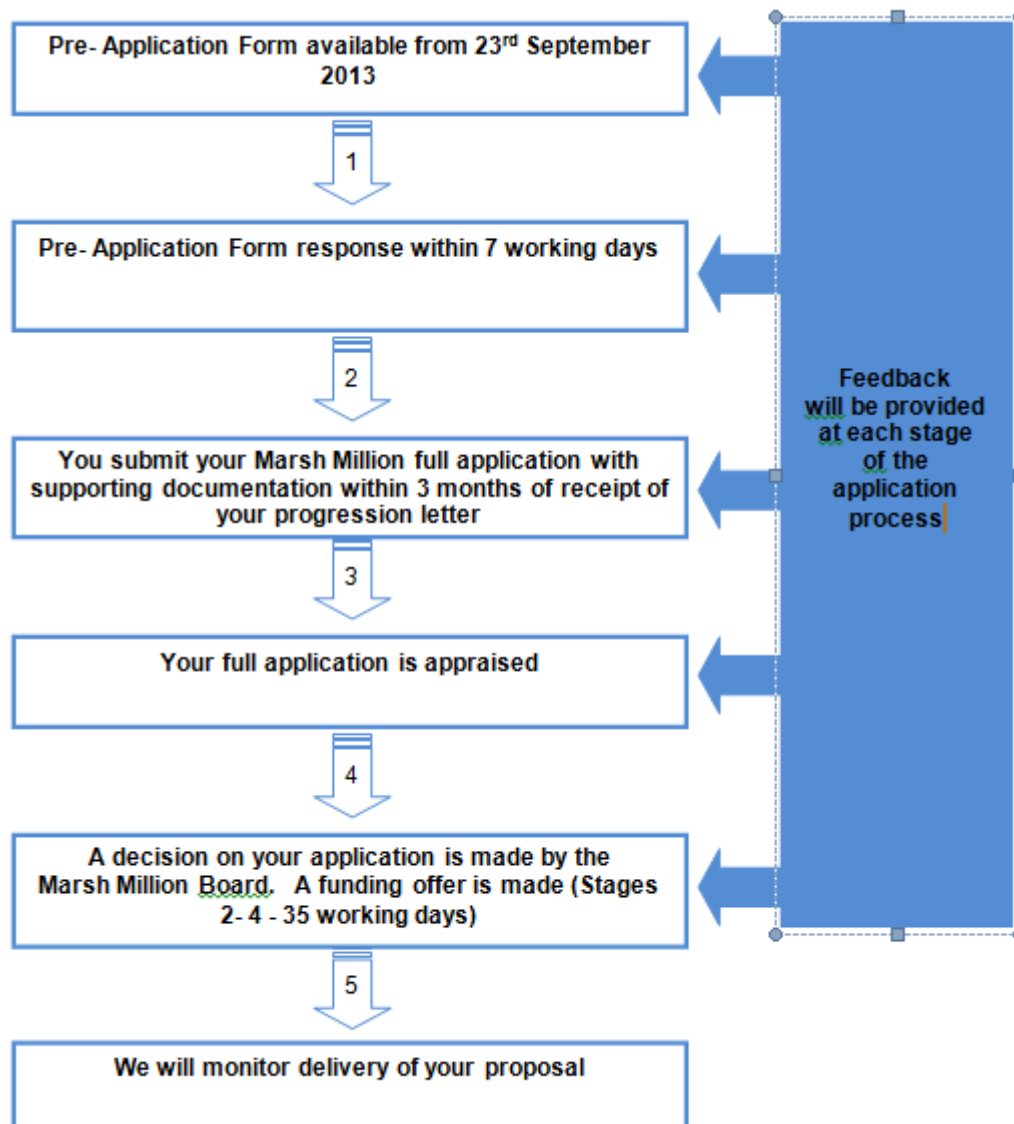 Pre- Application Form available from 23rd September
2013
1
Pre- Application Form response within 7 working days
2
You submit your Marsh Million full application with
supporting documentation within 3 months of receipt of
your progression letter
3
Your full application is appraised
4
A decision on your application is made by the
Marsh Million Board.   A funding offer is made (Stages
2- 4 - 35 working days)
5
We will monitor delivery of your proposal
Feedback
will be provided
at each stage
of the
application
process